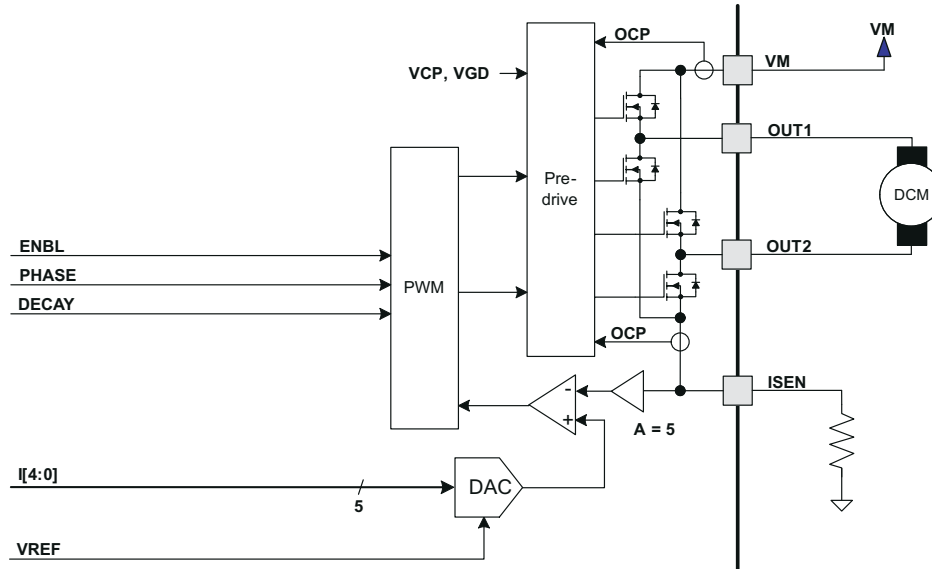 OCP
VM
VM
VCP, VGD
OUT1
Pre-
drive
DCM
ENBL
OUT2
PHASE
PWM
DECAY
OCP
ISEN
-
+
A = 5
I[4:0]
5
DAC
VREF